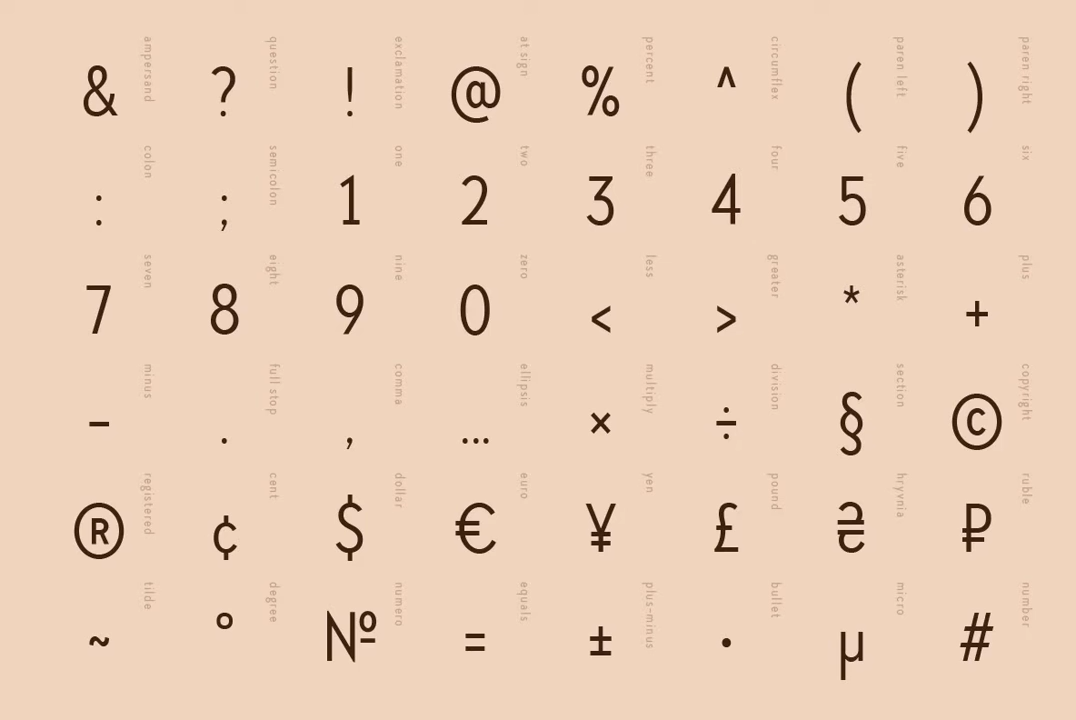 & ampersand ? question ! exclamation @ at sign % percent ^ circumflex ( paren left ) paren right
: colon ; semicolon 1 one 2 two 3 three 4 four 5 five 6 six
7 seven 8 eight 9 nine 0 zero < less > greater * asterisk + plus
− minus . full stop , comma … ellipsis × multiply ÷ division § section © copyright
® registered ¢ cent $ dollar € euro ¥ yen £ pound ₴ hryvnia ₽ ruble
~ tilde ° degree № numero = equals ± plus-minus • bullet µ micro # number